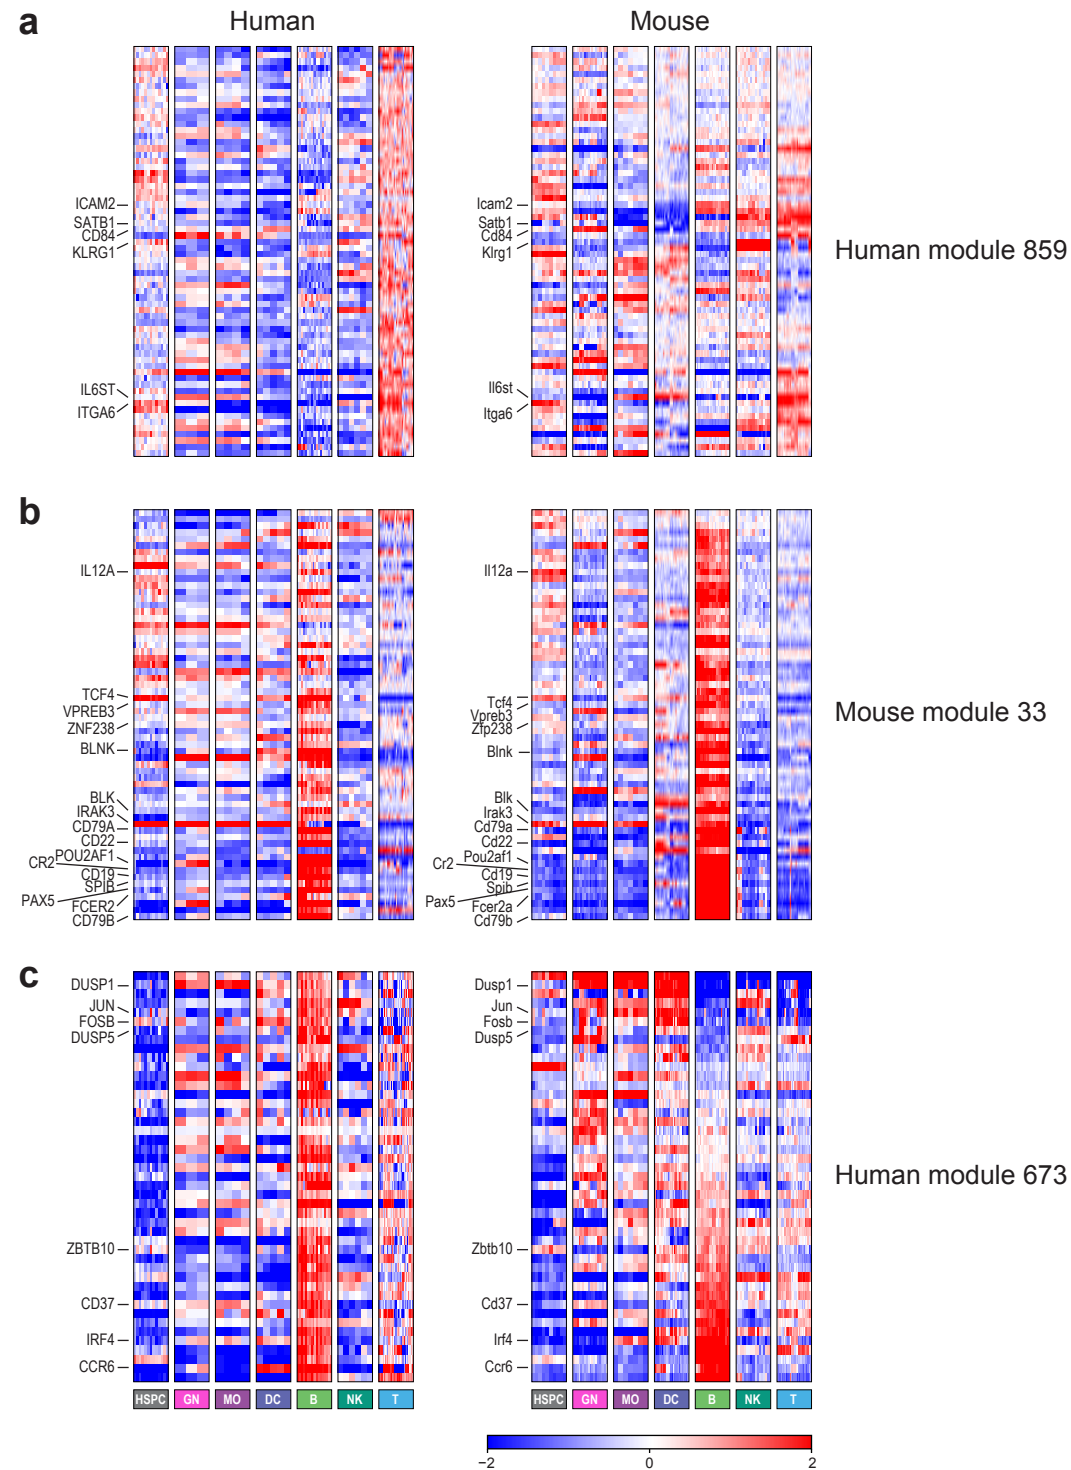 a
Human
Mouse
ICAM2
SATB1
CD84
KLRG1
IL6ST
ITGA6
Icam2
Satb1
Cd84
Klrg1
Il6st
Itga6
Human module 859
b
IL12A
TCF4
VPREB3
ZNF238
BLNK
BLK
IRAK3
CD79A
CD22
POU2AF1
CR2
CD19
SPIB
PAX5
FCER2
CD79B
Il12a
Tcf4
Vpreb3
Zfp238
Blnk
Blk
Irak3
Cd79a
Cd22
Pou2af1
Cr2
Cd19
Spib
Pax5
Fcer2a
Cd79b
Mouse module 33
c
DUSP1
JUN
FOSB
DUSP5
ZBTB10
CD37
IRF4
CCR6
Dusp1
Jun
Fosb
Dusp5
Zbtb10
Cd37
Irf4
Ccr6
Human module 673
HSPC GN MO DC B NK T HSPC GN MO DC B NK T
−2 0 2